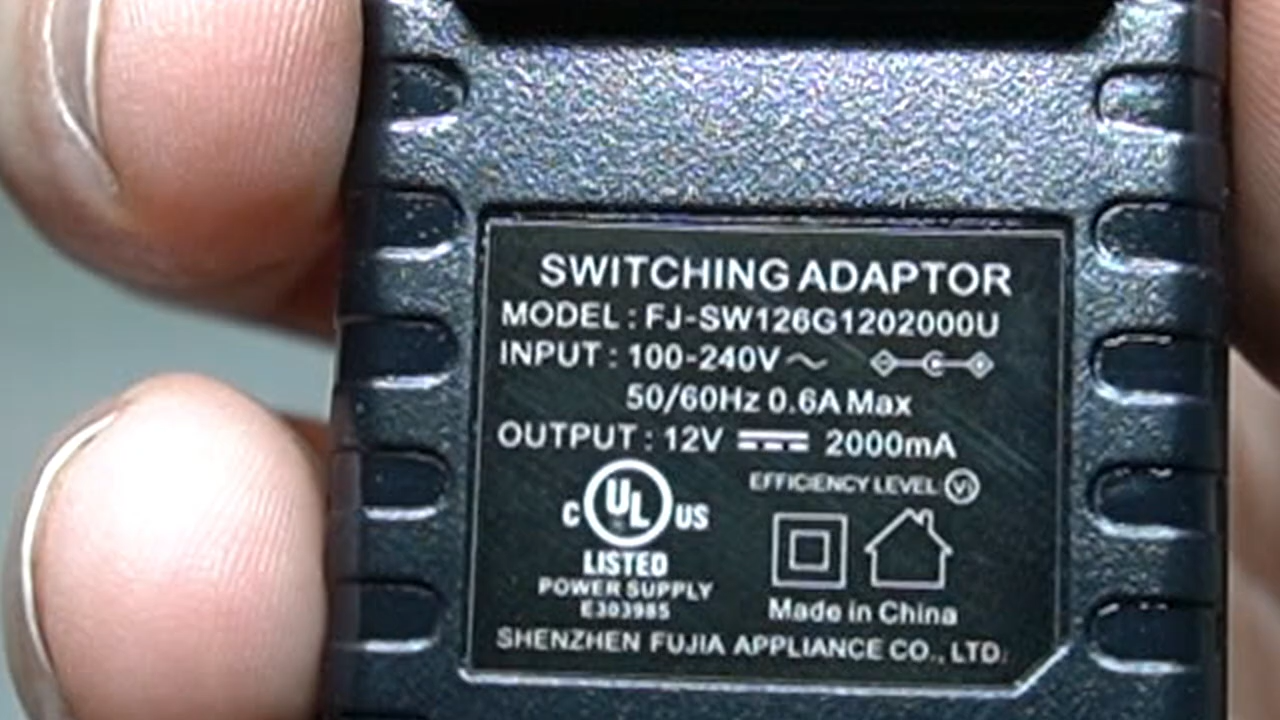 SWITCHING ADAPTOR
MODEL : FJ-SW126G1202000U
INPUT : 100-240V ~
50/60Hz 0.6A Max
OUTPUT : 12V ⎓ 2000mA
EFFICIENCY LEVEL VI
C UL US
LISTED
POWER SUPPLY
E303985
Made in China
SHENZHEN FUJIA APPLIANCE CO., LTD.